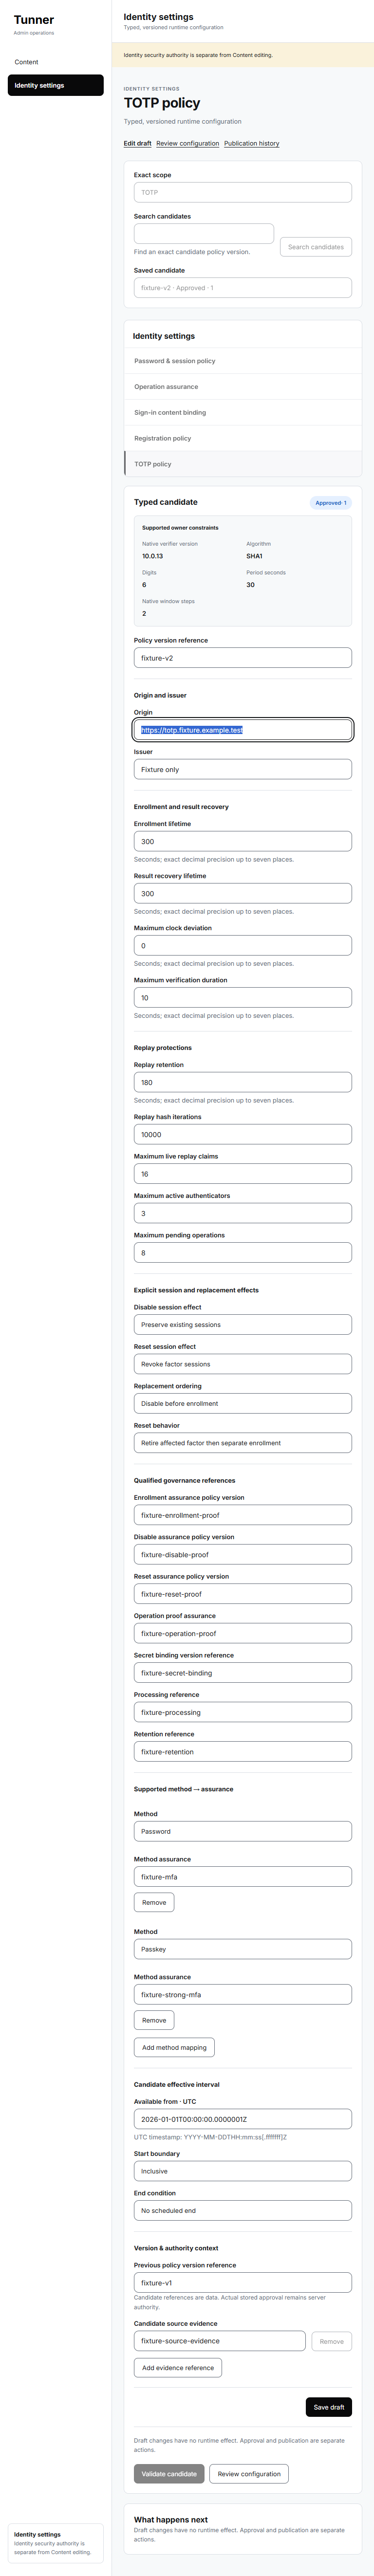 Tunner
Admin operations
Content
Identity settings
Identity settings
Identity security authority is
separate from Content editing.
Identity settings
Typed, versioned runtime configuration
Identity security authority is separate from Content editing.
IDENTITY SETTINGS
TOTP policy
Typed, versioned runtime configuration
Edit draft Review configuration Publication history
Exact scope
TOTP
Search candidates
Find an exact candidate policy version.
Search candidates
Saved candidate
fixture-v2 · Approved · 1
Identity settings
Password & session policy
Operation assurance
Sign-in content binding
Registration policy
TOTP policy
Typed candidate
Approved· 1
Supported owner constraints
Native verifier version
10.0.13
Algorithm
SHA1
Digits
6
Period seconds
30
Native window steps
2
Policy version reference
fixture-v2
Origin and issuer
Origin
https://totp.fixture.example.test
Issuer
Fixture only
Enrollment and result recovery
Enrollment lifetime
300
Seconds; exact decimal precision up to seven places.
Result recovery lifetime
300
Seconds; exact decimal precision up to seven places.
Maximum clock deviation
0
Seconds; exact decimal precision up to seven places.
Maximum verification duration
10
Seconds; exact decimal precision up to seven places.
Replay protections
Replay retention
180
Seconds; exact decimal precision up to seven places.
Replay hash iterations
10000
Maximum live replay claims
16
Maximum active authenticators
3
Maximum pending operations
8
Explicit session and replacement effects
Disable session effect
Preserve existing sessions
Reset session effect
Revoke factor sessions
Replacement ordering
Disable before enrollment
Reset behavior
Retire affected factor then separate enrollment
Qualified governance references
Enrollment assurance policy version
fixture-enrollment-proof
Disable assurance policy version
fixture-disable-proof
Reset assurance policy version
fixture-reset-proof
Operation proof assurance
fixture-operation-proof
Secret binding version reference
fixture-secret-binding
Processing reference
fixture-processing
Retention reference
fixture-retention
Supported method → assurance
Method
Password
Method assurance
fixture-mfa
Remove
Method
Passkey
Method assurance
fixture-strong-mfa
Remove
Add method mapping
Candidate effective interval
Available from · UTC
2026-01-01T00:00:00.0000001Z
UTC timestamp: YYYY-MM-DDTHH:mm:ss[.fffffff]Z
Start boundary
Inclusive
End condition
No scheduled end
Version & authority context
Previous policy version reference
fixture-v1
Candidate references are data. Actual stored approval remains server
authority.
Candidate source evidence
fixture-source-evidence
Remove
Add evidence reference
Save draft
Draft changes have no runtime effect. Approval and publication are separate
actions.
Validate candidate
Review configuration
What happens next
Draft changes have no runtime effect. Approval and publication are separate
actions.